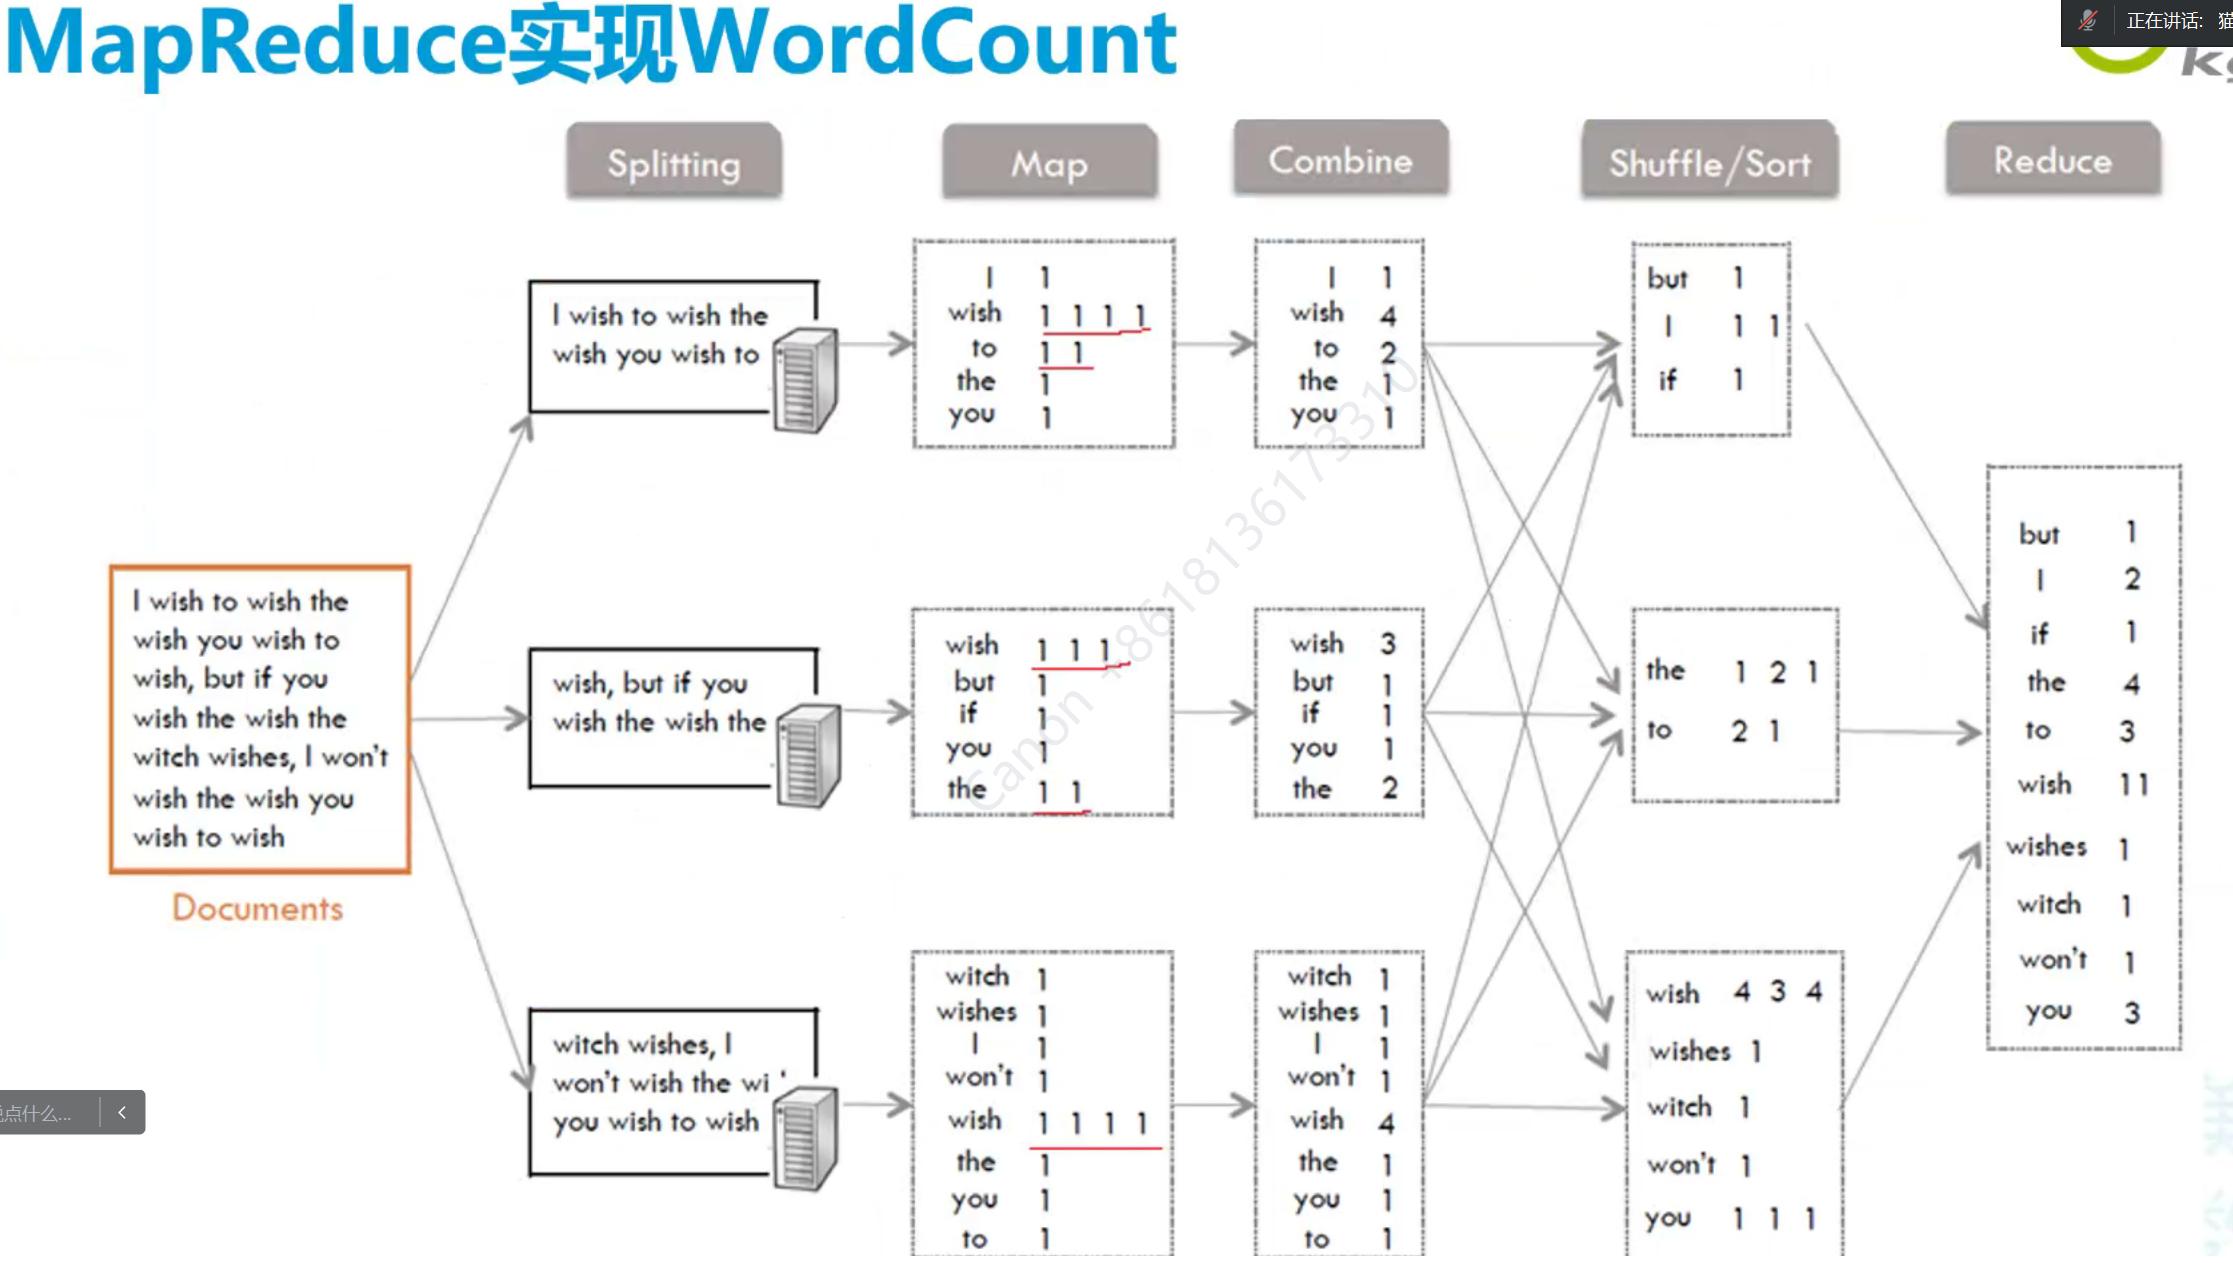 MapReduce实现WordCount
正在讲话: 猫
Splitting
Map
Combine
Shuffle/Sort
Reduce
I wish to wish the
wish you wish to
wish, but if you
wish the wish the
witch wishes, I won't
wish the wish you
wish to wish
Documents
I wish to wish the
wish you wish to
wish, but if you
wish the wish the
witch wishes, I
won't wish the wi
you wish to wish
I 1
wish 1 1 1 1
to 1 1
the 1
you 1
wish 1 1 1
but 1
if 1
you 1
the 1 1
witch 1
wishes 1
I 1
won't 1
wish 1 1 1 1
the 1
you 1
to 1
I 1
wish 4
to 2
the 1
you 1
wish 3
but 1
if 1
you 1
the 2
witch 1
wishes 1
I 1
won't 1
wish 4
the 1
you 1
to 1
but 1
I 1 1
if 1
the 1 2 1
to 2 1
wish 4 3 4
wishes 1
witch 1
won't 1
you 1 1 1
but 1
I 2
if 1
the 4
to 3
wish 11
wishes 1
witch 1
won't 1
you 3
Canon +8618136173310
点什么...